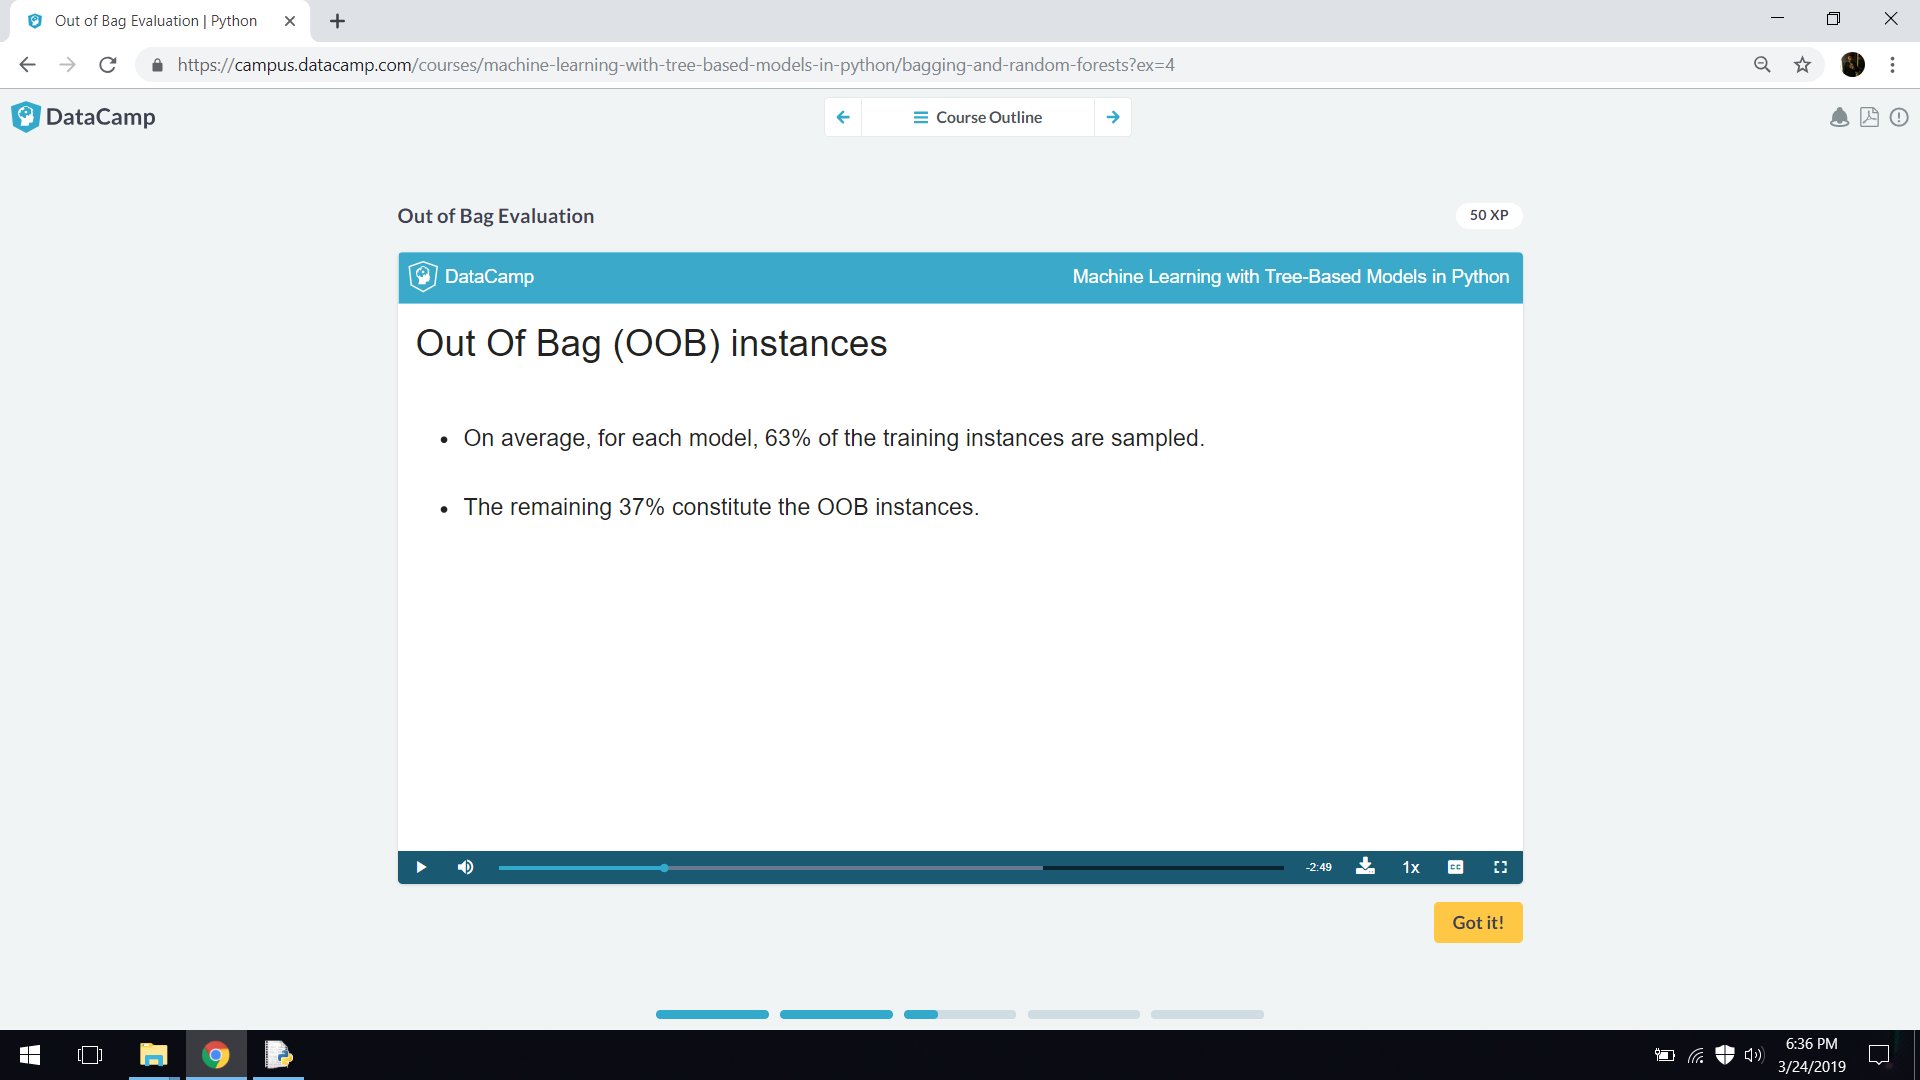 Out of Bag Evaluation | Python
https://campus.datacamp.com/courses/machine-learning-with-tree-based-models-in-python/bagging-and-random-forests?ex=4
DataCamp
Course Outline
Out of Bag Evaluation
50 XP
DataCamp
Machine Learning with Tree-Based Models in Python
Out Of Bag (OOB) instances
• On average, for each model, 63% of the training instances are sampled.
• The remaining 37% constitute the OOB instances.
-2:49
1x
CC
Got it!
6:36 PM
3/24/2019